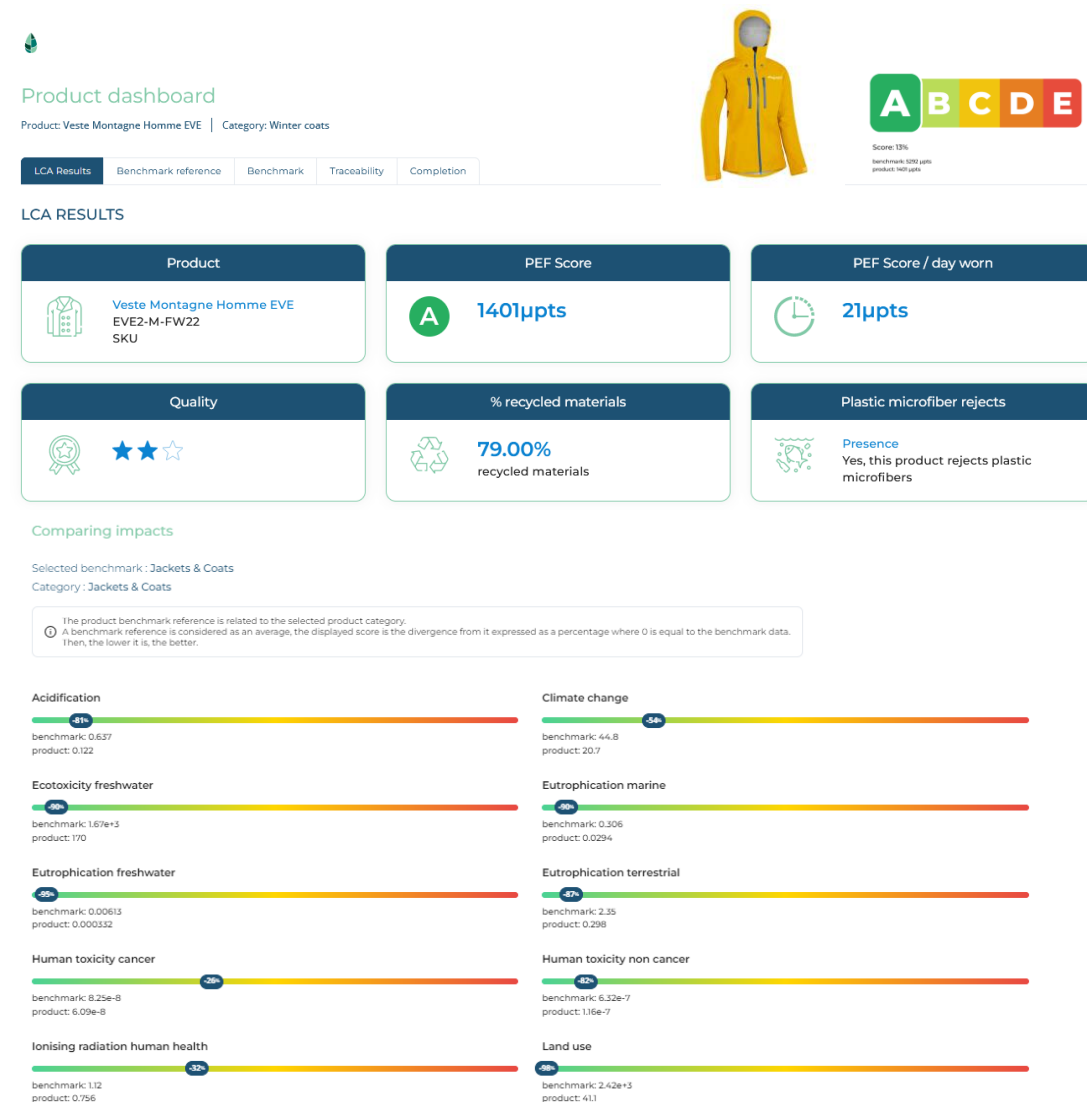 Product dashboard
Product: Veste Montagne Homme EVE | Category: Winter coats
A B C D E
Score: 13%
benchmark: 5292 µpts
product: 1401 µpts
LCA Results Benchmark reference Benchmark Traceability Completion
LCA RESULTS
Product
Veste Montagne Homme EVE
EVE2-M-FW22
SKU
PEF Score
A
1401µpts
PEF Score / day worn
21µpts
Quality
% recycled materials
79.00%
recycled materials
Plastic microfiber rejects
Presence
Yes, this product rejects plastic
microfibers
Comparing impacts
Selected benchmark : Jackets & Coats
Category : Jackets & Coats
The product benchmark reference is related to the selected product category.
A benchmark reference is considered as an average, the displayed score is the divergence from it expressed as a percentage where 0 is equal to the benchmark data.
Then, the lower it is, the better.
Acidification
-81%
benchmark: 0.637
product: 0.122
Climate change
-54%
benchmark: 44.8
product: 20.7
Ecotoxicity freshwater
-90%
benchmark: 1.67e+3
product: 170
Eutrophication marine
-90%
benchmark: 0.306
product: 0.0294
Eutrophication freshwater
-95%
benchmark: 0.00613
product: 0.000332
Eutrophication terrestrial
-87%
benchmark: 2.35
product: 0.298
Human toxicity cancer
-26%
benchmark: 8.25e-8
product: 6.09e-8
Human toxicity non cancer
-82%
benchmark: 6.32e-7
product: 1.16e-7
Ionising radiation human health
-32%
benchmark: 1.12
product: 0.756
Land use
-98%
benchmark: 2.42e+3
product: 41.1